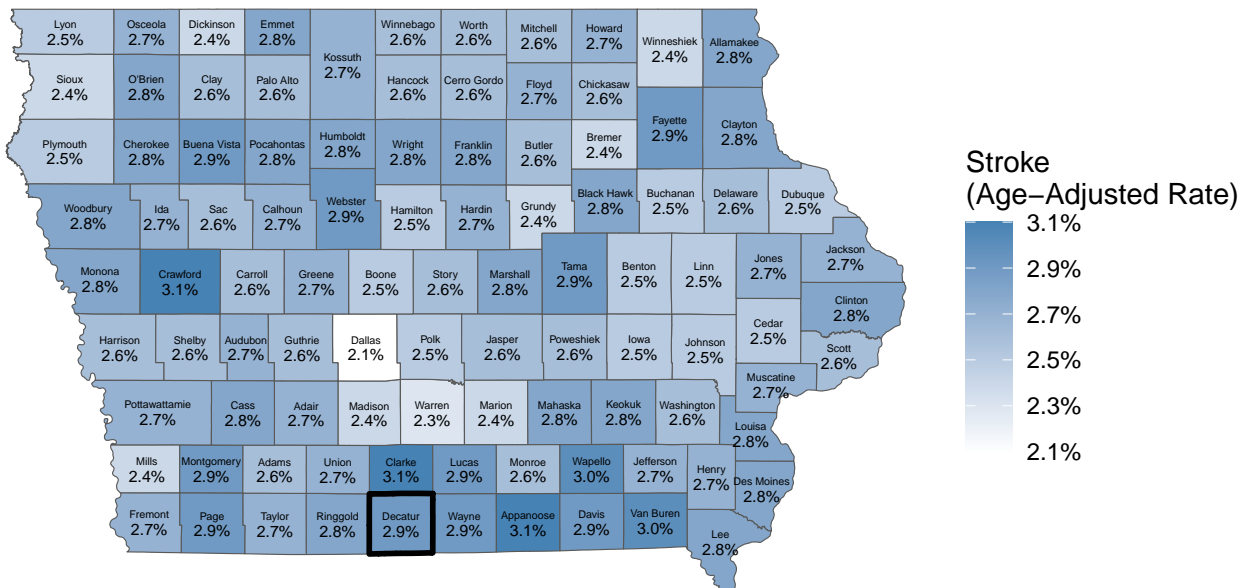 Lyon
2.5%
Osceola
2.7%
Dickinson
2.4%
Emmet
2.8%
Kossuth
2.7%
Winnebago
2.6%
Worth
2.6%
Mitchell
2.6%
Howard
2.7%
Winneshiek
2.4%
Allamakee
2.8%
Sioux
2.4%
O'Brien
2.8%
Clay
2.6%
Palo Alto
2.6%
Hancock
2.6%
Cerro Gordo
2.6%
Floyd
2.7%
Chickasaw
2.6%
Fayette
2.9%
Clayton
2.8%
Plymouth
2.5%
Cherokee
2.8%
Buena Vista
2.9%
Pocahontas
2.8%
Humboldt
2.8%
Wright
2.8%
Franklin
2.8%
Butler
2.6%
Bremer
2.4%
Woodbury
2.8%
Ida
2.7%
Sac
2.6%
Calhoun
2.7%
Webster
2.9%
Hamilton
2.5%
Hardin
2.7%
Grundy
2.4%
Black Hawk
2.8%
Buchanan
2.5%
Delaware
2.6%
Dubuque
2.5%
Monona
2.8%
Crawford
3.1%
Carroll
2.6%
Greene
2.7%
Boone
2.5%
Story
2.6%
Marshall
2.8%
Tama
2.9%
Benton
2.5%
Linn
2.5%
Jones
2.7%
Jackson
2.7%
Clinton
2.8%
Harrison
2.6%
Shelby
2.6%
Audubon
2.7%
Guthrie
2.6%
Dallas
2.1%
Polk
2.5%
Jasper
2.6%
Poweshiek
2.6%
Iowa
2.5%
Johnson
2.5%
Cedar
2.5%
Scott
2.6%
Muscatine
2.7%
Pottawattamie
2.7%
Cass
2.8%
Adair
2.7%
Madison
2.4%
Warren
2.3%
Marion
2.4%
Mahaska
2.8%
Keokuk
2.8%
Washington
2.6%
Louisa
2.8%
Mills
2.4%
Montgomery
2.9%
Adams
2.6%
Union
2.7%
Clarke
3.1%
Lucas
2.9%
Monroe
2.6%
Wapello
3.0%
Jefferson
2.7%
Henry
2.7%
Des Moines
2.8%
Fremont
2.7%
Page
2.9%
Taylor
2.7%
Ringgold
2.8%
Decatur
2.9%
Wayne
2.9%
Appanoose
3.1%
Davis
2.9%
Van Buren
3.0%
Lee
2.8%
Stroke
(Age−Adjusted Rate)
3.1%
2.9%
2.7%
2.5%
2.3%
2.1%